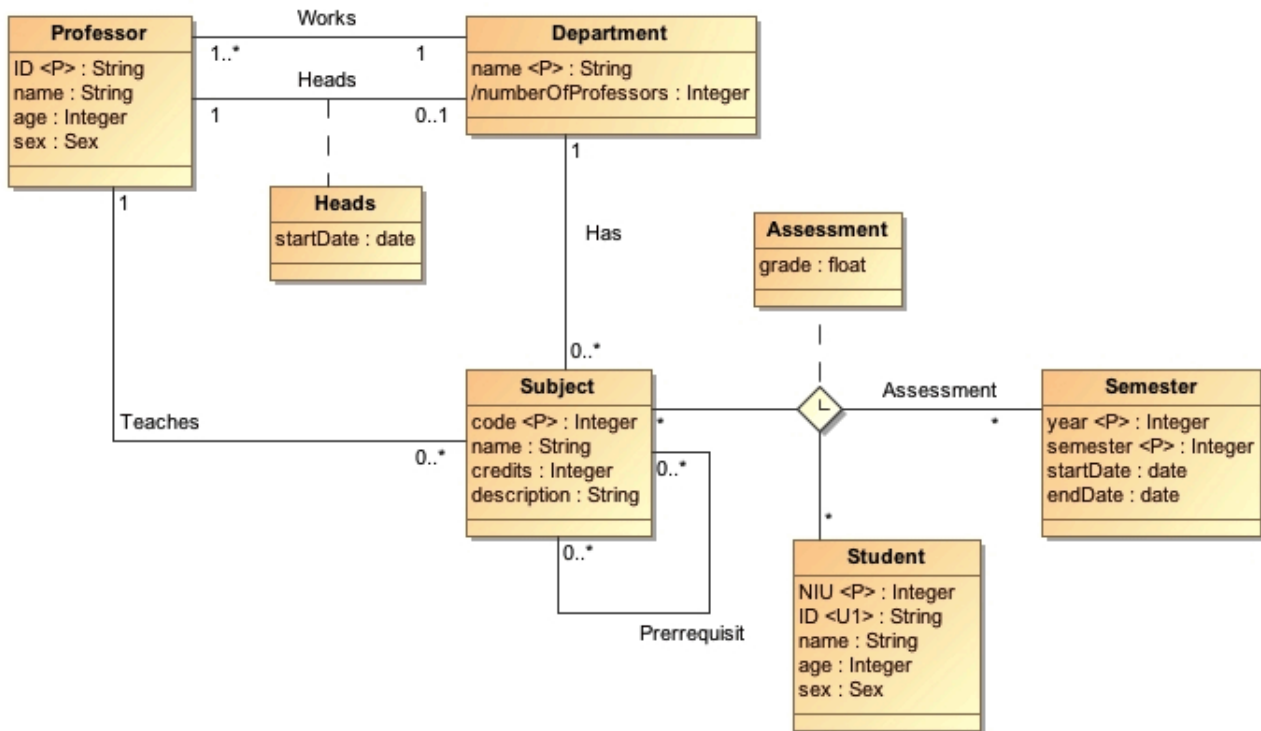 Works
Professor
ID <P> : String
name : String
age : Integer
sex : Sex
1..*
1
Department
name <P> : String
/numberOfProfessors : Integer
Heads
1
0..1
1
1
Heads
startDate : date
Has
Assessment
grade : float
0..*
Teaches
0..*
Subject
code <P> : Integer
name : String
credits : Integer
description : String
*
0..*
0..*
Prerrequisit
Assessment
*
*
Semester
year <P> : Integer
semester <P> : Integer
startDate : date
endDate : date
Student
NIU <P> : Integer
ID <U1> : String
name : String
age : Integer
sex : Sex